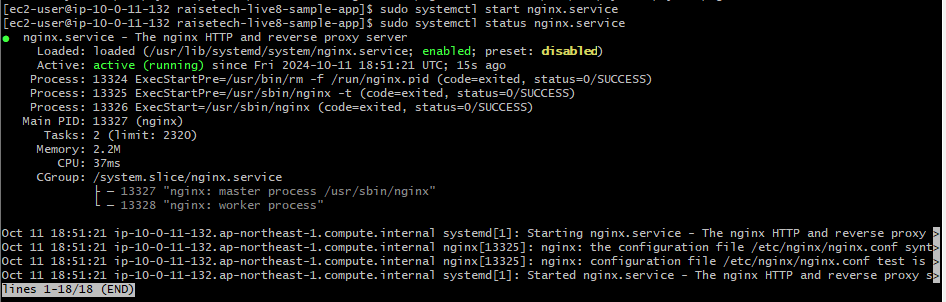 [ec2-user@ip-10-0-11-132 raisetech-live8-sample-app]$ sudo systemctl start nginx.service
[ec2-user@ip-10-0-11-132 raisetech-live8-sample-app]$ sudo systemctl status nginx.service
● nginx.service - The nginx HTTP and reverse proxy server
Loaded: loaded (/usr/lib/systemd/system/nginx.service; enabled; preset: disabled)
Active: active (running) since Fri 2024-10-11 18:51:21 UTC; 15s ago
Process: 13324 ExecStartPre=/usr/bin/rm -f /run/nginx.pid (code=exited, status=0/SUCCESS)
Process: 13325 ExecStartPre=/usr/sbin/nginx -t (code=exited, status=0/SUCCESS)
Process: 13326 ExecStart=/usr/sbin/nginx (code=exited, status=0/SUCCESS)
Main PID: 13327 (nginx)
Tasks: 2 (limit: 2320)
Memory: 2.2M
CPU: 37ms
CGroup: /system.slice/nginx.service
├─ 13327 "nginx: master process /usr/sbin/nginx"
└─ 13328 "nginx: worker process"
Oct 11 18:51:21 ip-10-0-11-132.ap-northeast-1.compute.internal systemd[1]: Starting nginx.service - The nginx HTTP and reverse proxy >
Oct 11 18:51:21 ip-10-0-11-132.ap-northeast-1.compute.internal nginx[13325]: nginx: the configuration file /etc/nginx/nginx.conf synt>
Oct 11 18:51:21 ip-10-0-11-132.ap-northeast-1.compute.internal nginx[13325]: nginx: configuration file /etc/nginx/nginx.conf test is >
Oct 11 18:51:21 ip-10-0-11-132.ap-northeast-1.compute.internal systemd[1]: Started nginx.service - The nginx HTTP and reverse proxy s>
lines 1-18/18 (END)